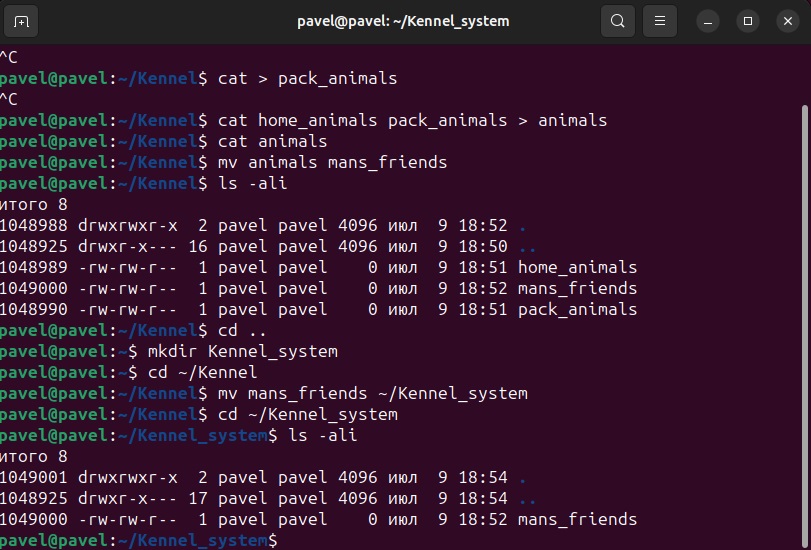 pavel@pavel: ~/Kennel_system
^C
pavel@pavel:~/Kennel$ cat > pack_animals
^C
pavel@pavel:~/Kennel$ cat home_animals pack_animals > animals
pavel@pavel:~/Kennel$ cat animals
pavel@pavel:~/Kennel$ mv animals mans_friends
pavel@pavel:~/Kennel$ ls -ali
итого 8
1048988 drwxrwxr-x  2 pavel pavel 4096 июл  9 18:52 .
1048925 drwxr-x--- 16 pavel pavel 4096 июл  9 18:50 ..
1048989 -rw-rw-r--  1 pavel pavel    0 июл  9 18:51 home_animals
1049000 -rw-rw-r--  1 pavel pavel    0 июл  9 18:52 mans_friends
1048990 -rw-rw-r--  1 pavel pavel    0 июл  9 18:51 pack_animals
pavel@pavel:~/Kennel$ cd ..
pavel@pavel:~$ mkdir Kennel_system
pavel@pavel:~$ cd ~/Kennel
pavel@pavel:~/Kennel$ mv mans_friends ~/Kennel_system
pavel@pavel:~/Kennel$ cd ~/Kennel_system
pavel@pavel:~/Kennel_system$ ls -ali
итого 8
1049001 drwxrwxr-x  2 pavel pavel 4096 июл  9 18:54 .
1048925 drwxr-x--- 17 pavel pavel 4096 июл  9 18:54 ..
1049000 -rw-rw-r--  1 pavel pavel    0 июл  9 18:52 mans_friends
pavel@pavel:~/Kennel_system$